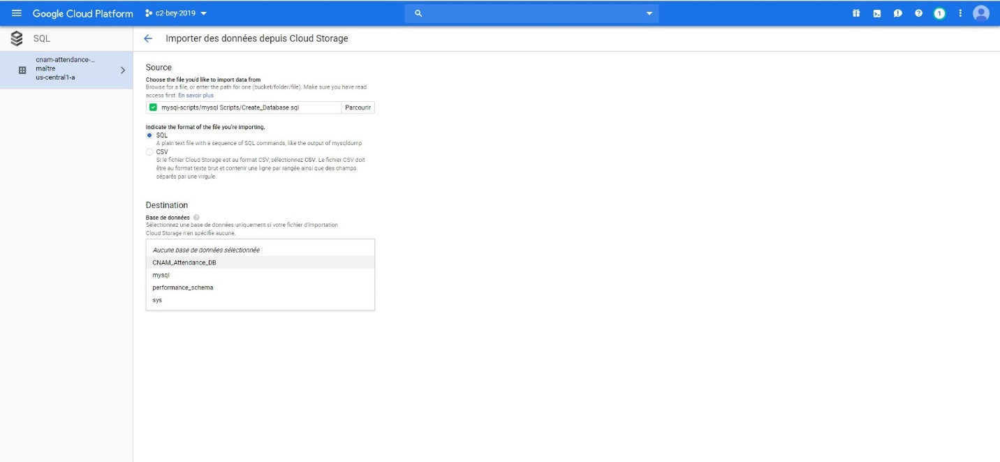 Google Cloud Platform
c2-bey-2019
1
SQL
Importer des données depuis Cloud Storage
cnam-attendance-...
maître
us-central1-a
Source
Choose the file you'd like to import data from
Browse for a file, or enter the path for one (bucket/folder/file). Make sure you have read
access first. En savoir plus
mysql-scripts/mysql Scripts/Create_Database.sql
Parcourir
Indicate the format of the file you're importing.
SQL
A plain text file with a sequence of SQL commands, like the output of mysqldump
CSV
Si le fichier Cloud Storage est au format CSV, sélectionnez CSV. Le fichier CSV doit
être au format texte brut et contenir une ligne par rangée ainsi que des champs
séparés par une virgule.
Destination
Base de données
Sélectionnez une base de données uniquement si votre fichier d'importation
Cloud Storage n'en spécifie aucune.
Aucune base de données sélectionnée
CNAM_Attendance_DB
mysql
performance_schema
sys